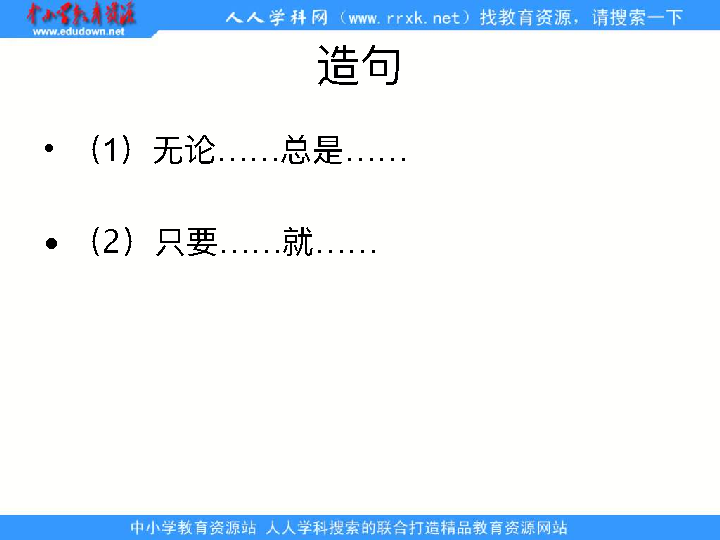 中小学教育资源
www.edudown.net
人人学科网（www.rrxk.net）找教育资源，请搜索一下
造句
• （1）无论……总是……
• （2）只要……就……
中小学教育资源站 人人学科搜索的联合打造精品教育资源网站